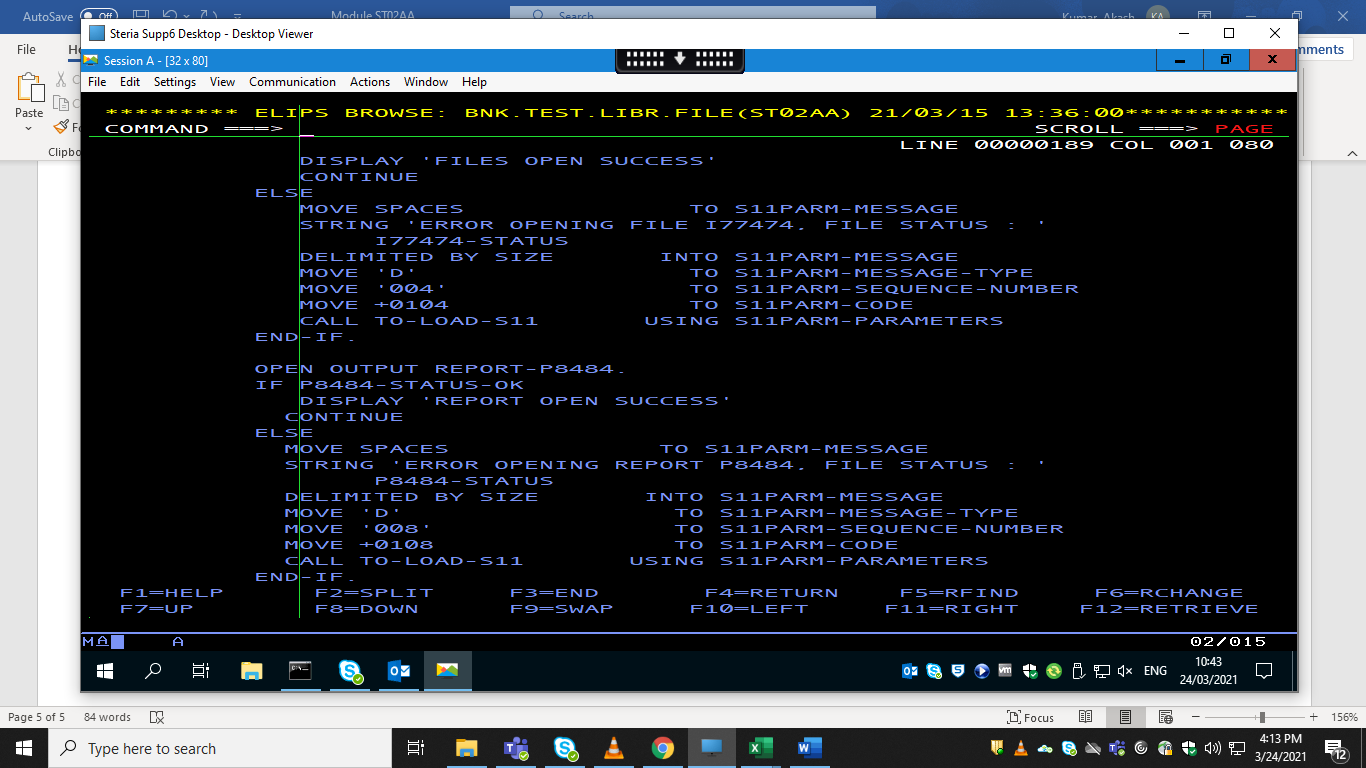 AutoSave Off Module ST02AA Search Kumar, Akash KA
File
Paste
Steria Supp6 Desktop - Desktop Viewer
Session A - [32 x 80]
File Edit Settings View Communication Actions Window Help
********* ELIPS BROWSE: BNK.TEST.LIBR.FILE(ST02AA) 21/03/15 13:36:00***********
COMMAND ===> SCROLL ===> PAGE
LINE 00000189 COL 001 080
DISPLAY 'FILES OPEN SUCCESS'
CONTINUE
ELSE
MOVE SPACES TO S11PARM-MESSAGE
STRING 'ERROR OPENING FILE I77474, FILE STATUS : '
I77474-STATUS
DELIMITED BY SIZE INTO S11PARM-MESSAGE
MOVE 'D' TO S11PARM-MESSAGE-TYPE
MOVE '004' TO S11PARM-SEQUENCE-NUMBER
MOVE +0104 TO S11PARM-CODE
CALL TO-LOAD-S11 USING S11PARM-PARAMETERS
END-IF.
OPEN OUTPUT REPORT-P8484.
IF P8484-STATUS-OK
DISPLAY 'REPORT OPEN SUCCESS'
CONTINUE
ELSE
MOVE SPACES TO S11PARM-MESSAGE
STRING 'ERROR OPENING REPORT P8484, FILE STATUS : '
P8484-STATUS
DELIMITED BY SIZE INTO S11PARM-MESSAGE
MOVE 'D' TO S11PARM-MESSAGE-TYPE
MOVE '008' TO S11PARM-SEQUENCE-NUMBER
MOVE +0108 TO S11PARM-CODE
CALL TO-LOAD-S11 USING S11PARM-PARAMETERS
END-IF.
F1=HELP F2=SPLIT F3=END F4=RETURN F5=RFIND F6=RCHANGE
F7=UP F8=DOWN F9=SWAP F10=LEFT F11=RIGHT F12=RETRIEVE
MA A 02/015
ENG 10:43
24/03/2021
Page 5 of 5 84 words Focus 156%
Type here to search 4:13 PM
3/24/2021 12